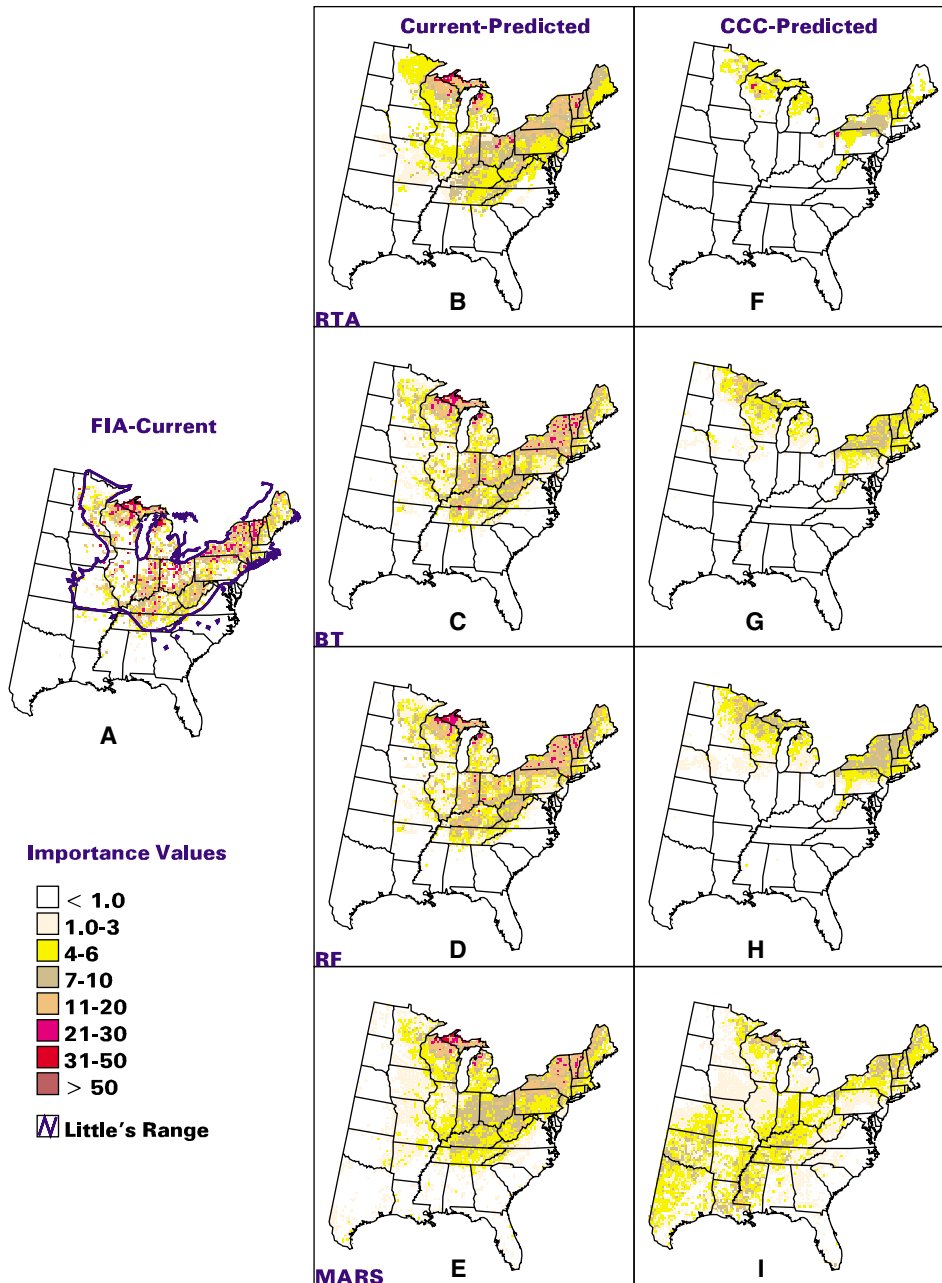 Current-Predicted
CCC-Predicted
B
F
RTA
FIA-Current
C
G
BT
A
Importance Values
< 1.0
1.0-3
4-6
7-10
11-20
21-30
31-50
> 50
Little's Range
D
H
RF
E
I
MARS